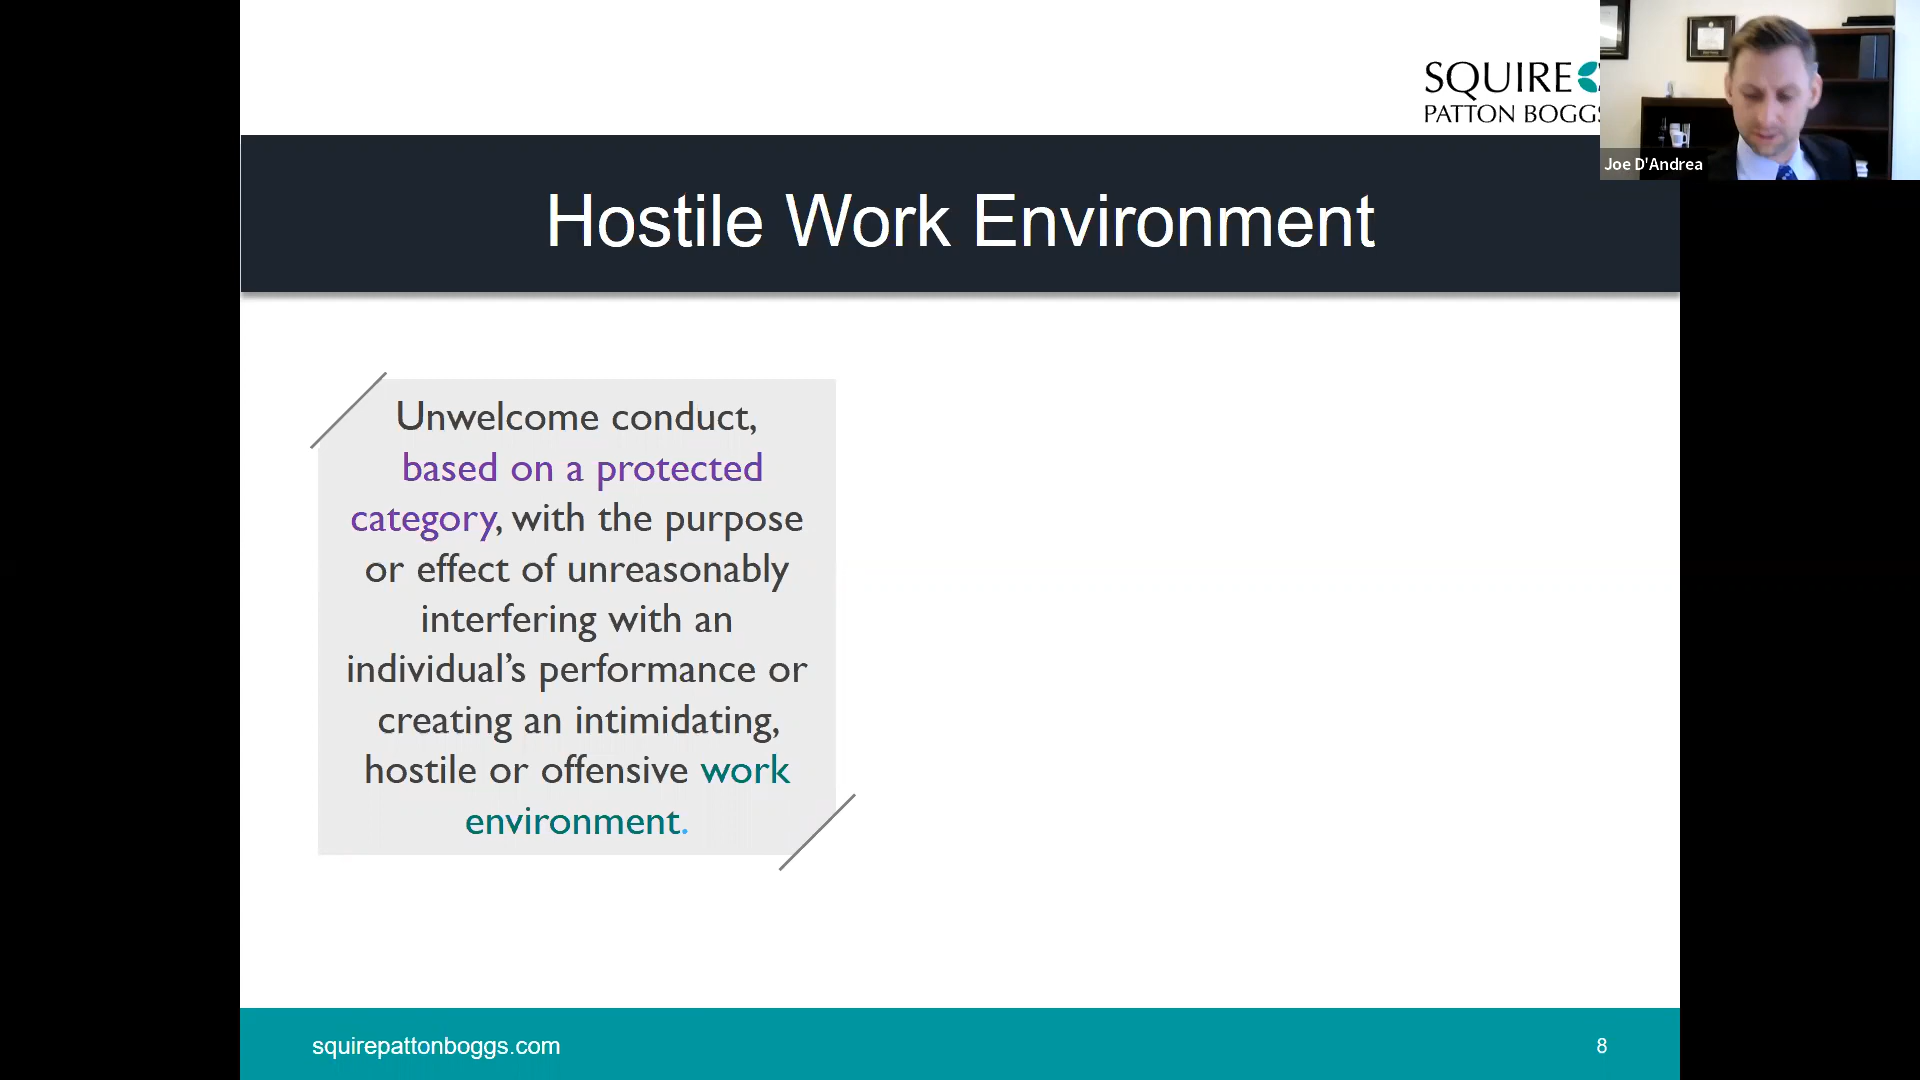 SQUIRE
PATTON BOGGS
Joe D'Andrea
Hostile Work Environment
Unwelcome conduct,
based on a protected
category, with the purpose
or effect of unreasonably
interfering with an
individual’s performance or
creating an intimidating,
hostile or offensive work
environment.
squirepattonboggs.com
8